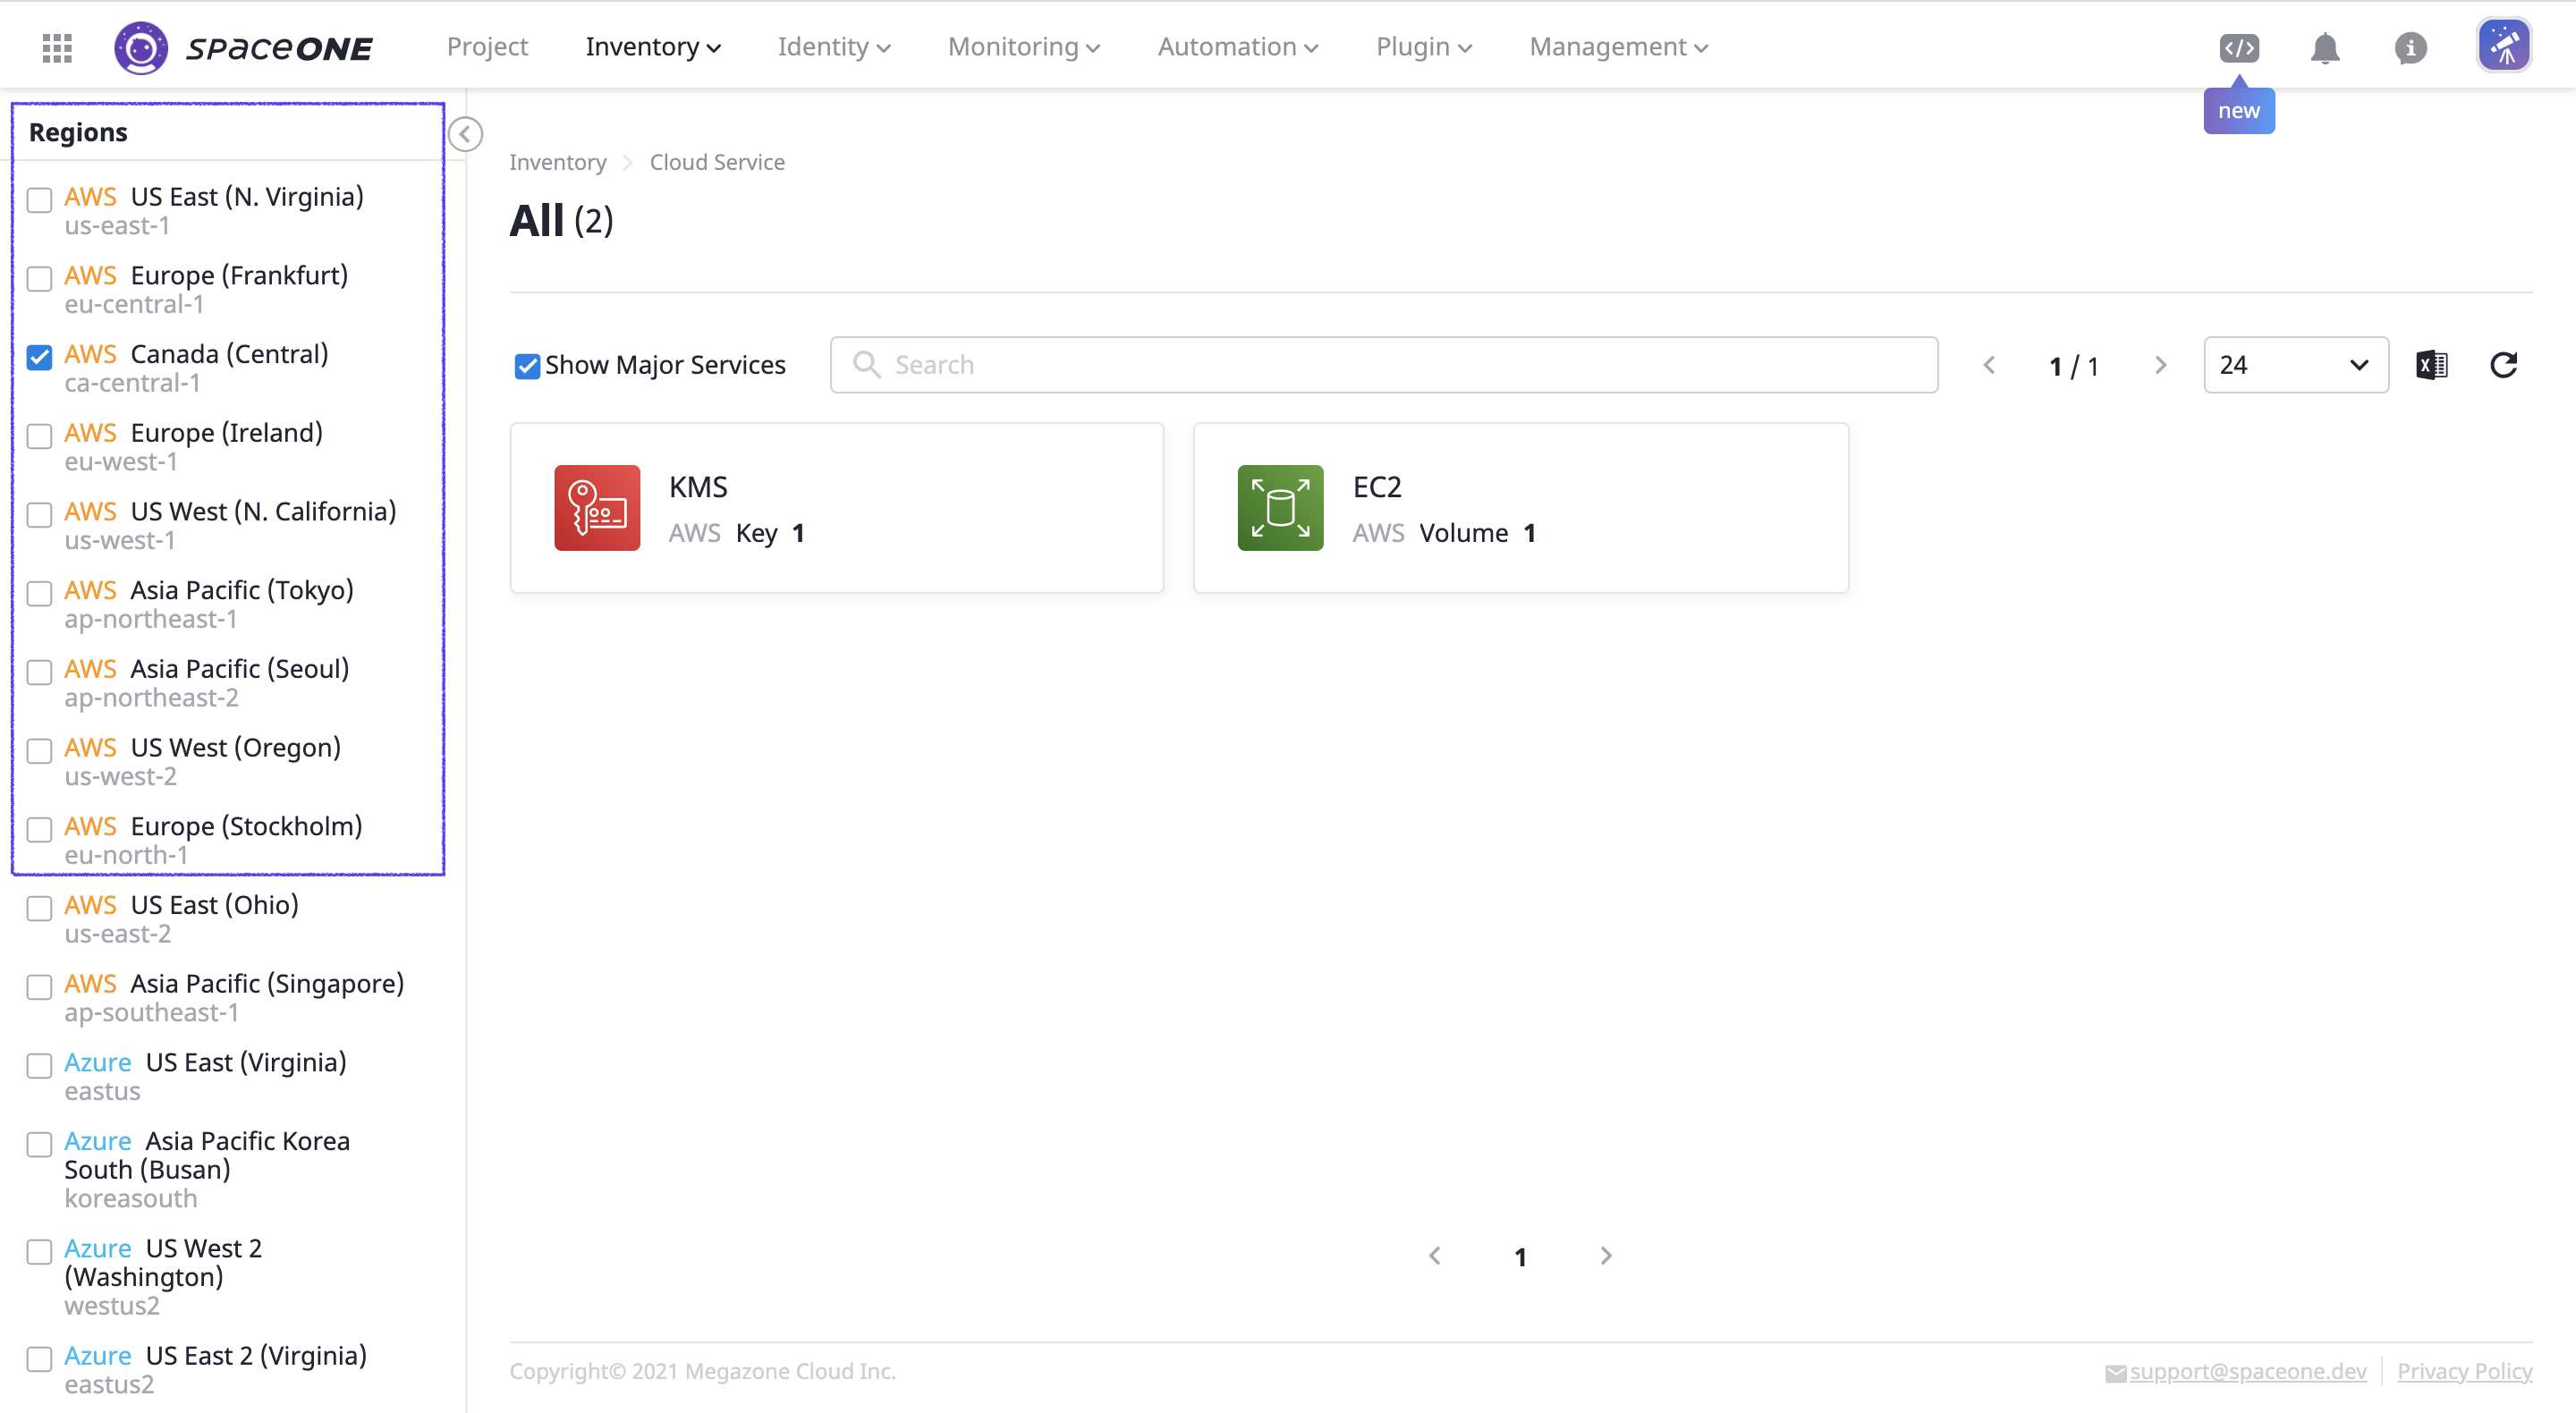 spaceONE Project Inventory Identity Monitoring Automation Plugin Management
new
Regions
AWS US East (N. Virginia)
us-east-1
AWS Europe (Frankfurt)
eu-central-1
AWS Canada (Central)
ca-central-1
AWS Europe (Ireland)
eu-west-1
AWS US West (N. California)
us-west-1
AWS Asia Pacific (Tokyo)
ap-northeast-1
AWS Asia Pacific (Seoul)
ap-northeast-2
AWS US West (Oregon)
us-west-2
AWS Europe (Stockholm)
eu-north-1
AWS US East (Ohio)
us-east-2
AWS Asia Pacific (Singapore)
ap-southeast-1
Azure US East (Virginia)
eastus
Azure Asia Pacific Korea
South (Busan)
koreasouth
Azure US West 2
(Washington)
westus2
Azure US East 2 (Virginia)
eastus2
Inventory Cloud Service
All (2)
Show Major Services Search 1 / 1 24
KMS
AWS Key 1
EC2
AWS Volume 1
1
Copyright© 2021 Megazone Cloud Inc. support@spaceone.dev Privacy Policy